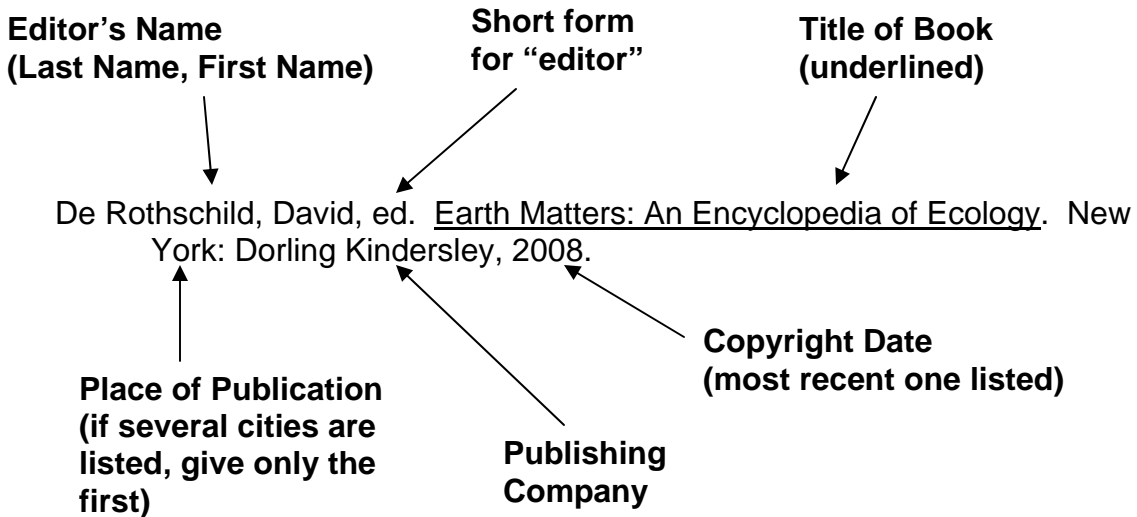 Editor’s Name
(Last Name, First Name)
Short form
for “editor”
Title of Book
(underlined)
De Rothschild, David, ed.  Earth Matters: An Encyclopedia of Ecology.  New
York: Dorling Kindersley, 2008.
Place of Publication
(if several cities are
listed, give only the
first)
Publishing
Company
Copyright Date
(most recent one listed)